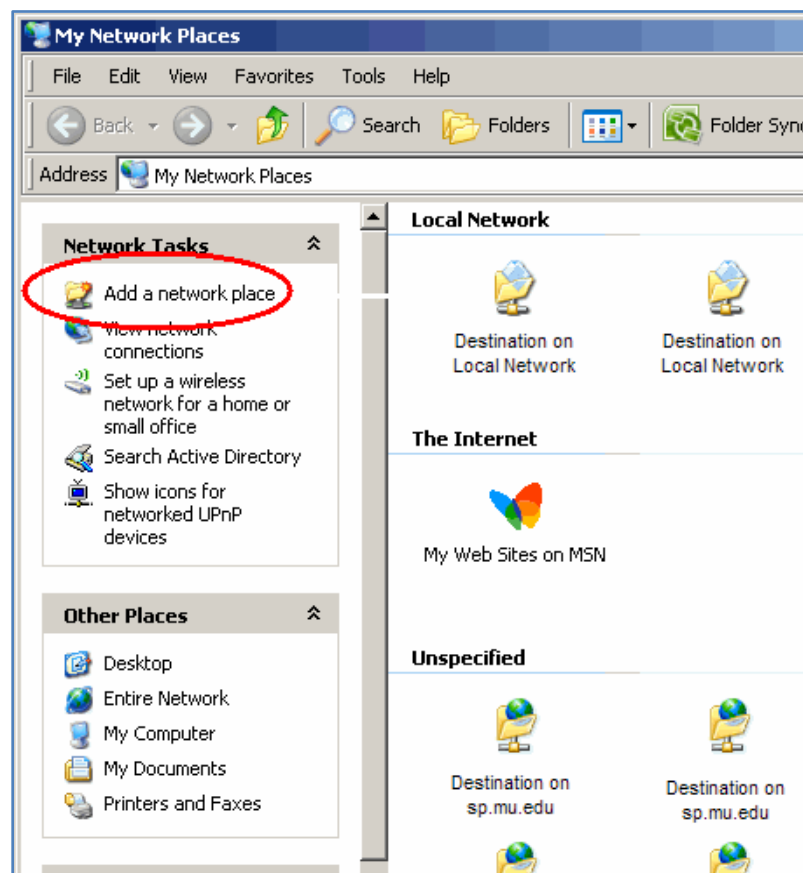 My Network Places
File Edit View Favorites Tools Help
Back Search Folders Folder Syn
Address My Network Places
Network Tasks
Add a network place
View network
connections
Set up a wireless
network for a home or
small office
Search Active Directory
Show icons for
networked UPnP
devices
Other Places
Desktop
Entire Network
My Computer
My Documents
Printers and Faxes
Local Network
Destination on
Local Network
Destination on
Local Network
The Internet
My Web Sites on MSN
Unspecified
Destination on
sp.mu.edu
Destination on
sp.mu.edu